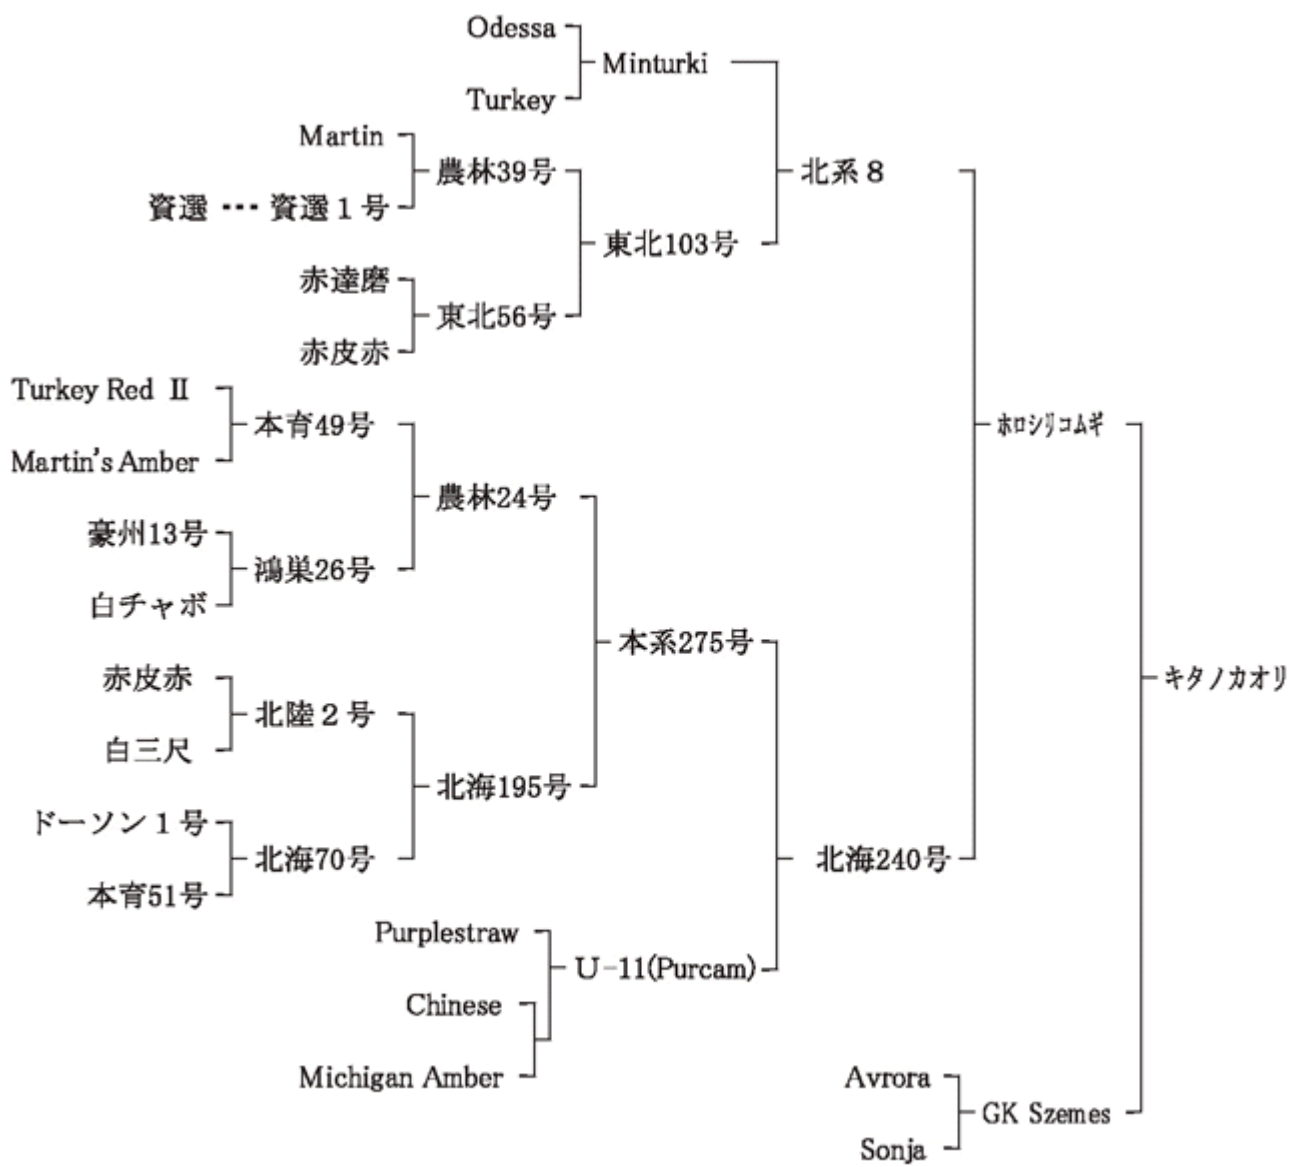 Odessa
Minturki
Turkey
Martin
農林39号
北系8
資選 … 資選1号
東北103号
赤達磨
東北56号
赤皮赤
Turkey Red Ⅱ
本育49号
ホロシリコムギ
Martin's Amber
農林24号
豪州13号
鴻巣26号
白チャボ
本系275号
赤皮赤
キタノカオリ
北陸2号
白三尺
北海195号
ドーソン1号
北海70号
北海240号
本育51号
Purplestraw
U-11(Purcam)
Chinese
Michigan Amber
Avrora
GK Szemes
Sonja